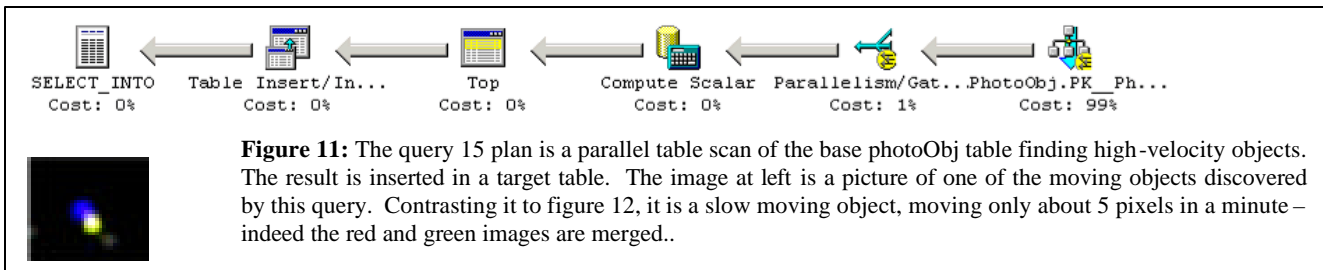 SELECT_INTO Table Insert/In... Top Compute Scalar Parallelism/Gat... PhotoObj.PK__Ph...
Cost: 0% Cost: 0% Cost: 0% Cost: 0% Cost: 1% Cost: 99%
Figure 11: The query 15 plan is a parallel table scan of the base photoObj table finding high-velocity objects.
The result is inserted in a target table. The image at left is a picture of one of the moving objects discovered
by this query. Contrasting it to figure 12, it is a slow moving object, moving only about 5 pixels in a minute –
indeed the red and green images are merged..